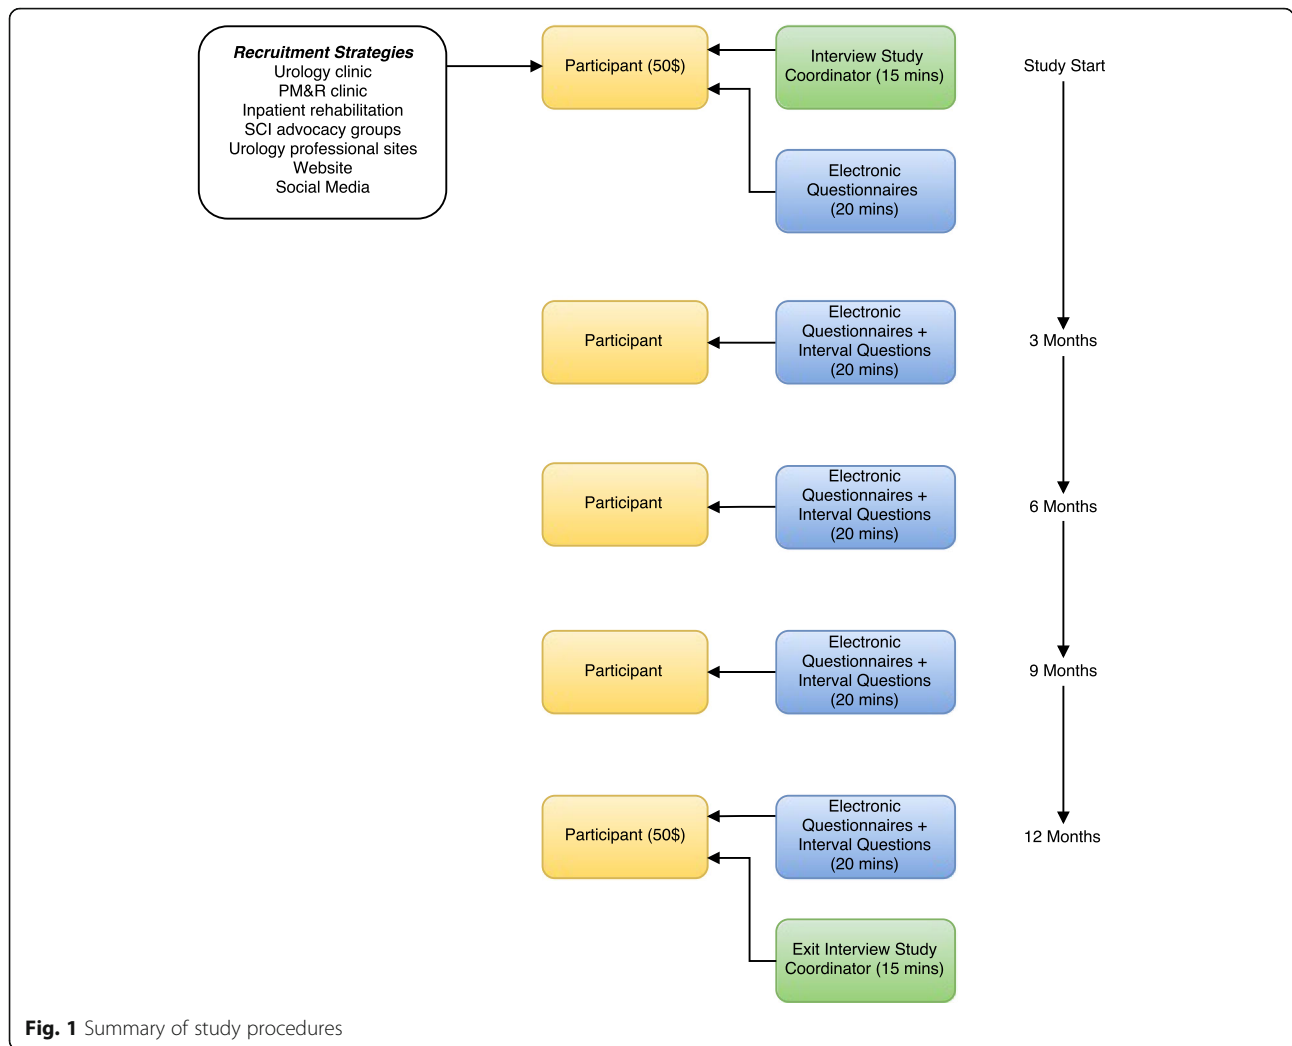 Recruitment Strategies
Urology clinic
PM&R clinic
Inpatient rehabilitation
SCI advocacy groups
Urology professional sites
Website
Social Media
Participant (50$)
Interview Study
Coordinator (15 mins)
Study Start
Electronic
Questionnaires
(20 mins)
Participant
Electronic
Questionnaires +
Interval Questions
(20 mins)
3 Months
Participant
Electronic
Questionnaires +
Interval Questions
(20 mins)
6 Months
Participant
Electronic
Questionnaires +
Interval Questions
(20 mins)
9 Months
Participant (50$)
Electronic
Questionnaires +
Interval Questions
(20 mins)
12 Months
Exit Interview Study
Coordinator (15 mins)
Fig. 1 Summary of study procedures